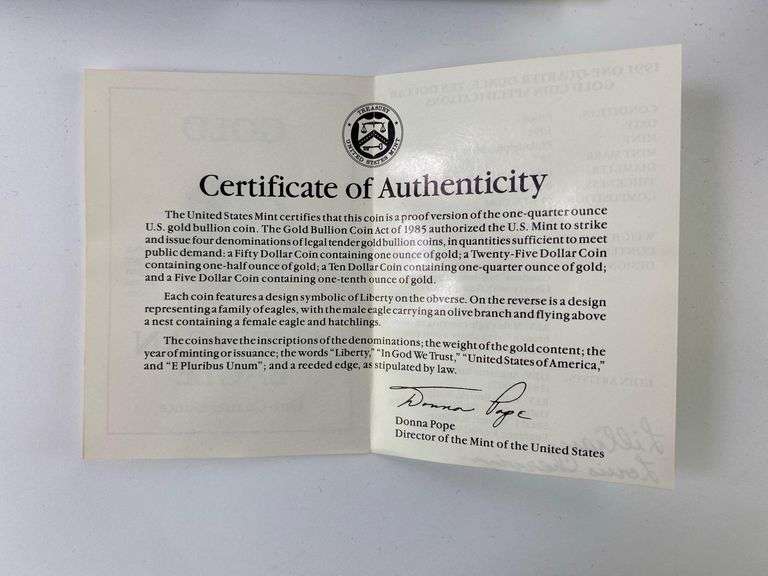 TREASURY
UNITED STATES MINT
Certificate of Authenticity
The United States Mint certifies that this coin is a proof version of the one-quarter ounce
U.S. gold bullion coin. The Gold Bullion Coin Act of 1985 authorized the U.S. Mint to strike
and issue four denominations of legal tender gold bullion coins, in quantities sufficient to meet
public demand: a Fifty Dollar Coin containing one ounce of gold; a Twenty-Five Dollar Coin
containing one-half ounce of gold; a Ten Dollar Coin containing one-quarter ounce of gold;
and a Five Dollar Coin containing one-tenth ounce of gold.
Each coin features a design symbolic of Liberty on the obverse. On the reverse is a design
representing a family of eagles, with the male eagle carrying an olive branch and flying above
a nest containing a female eagle and hatchlings.
The coins have the inscriptions of the denominations; the weight of the gold content; the
year of minting or issuance; the words "Liberty," "In God We Trust," "United States of America,"
and "E Pluribus Unum"; and a reeded edge, as stipulated by law.
Donna Pope
Donna Pope
Director of the Mint of the United States